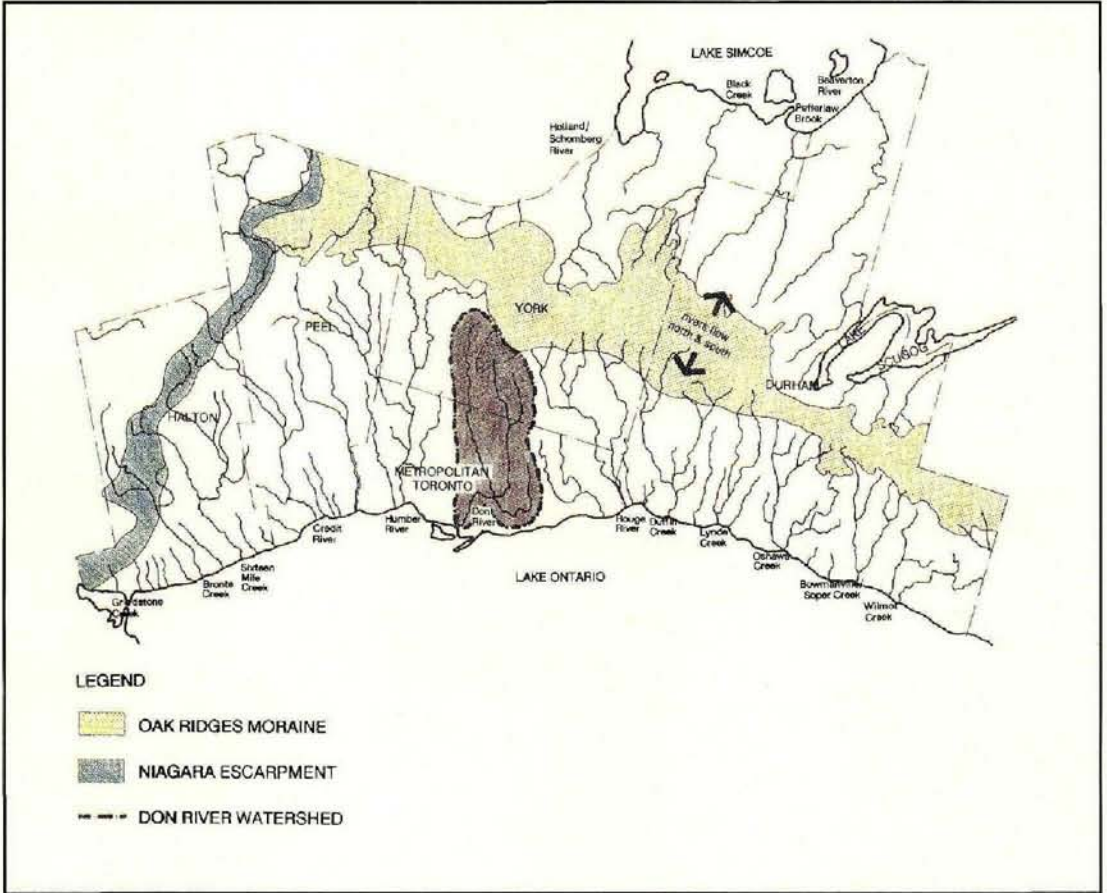 LAKE SIMCOE
Black
Creek
Beaverton
River
Pefferlaw
Brook
Holland/
Schomberg
River
YORK
rivers flow
north & south
PEEL
LAKE
SCUGOG
DURHAM
HALTON
METROPOLITAN
TORONTO
Don
River
Credit
River
Humber
River
Rouge
River
Duffin
Creek
Lynde
Creek
Oshawa
Creek
Bowmanville/
Soper Creek
Wilmot
Creek
Sixteen
Mile
Creek
Bronte
Creek
Grindstone
Creek
LAKE ONTARIO
LEGEND
OAK RIDGES MORAINE
NIAGARA ESCARPMENT
DON RIVER WATERSHED